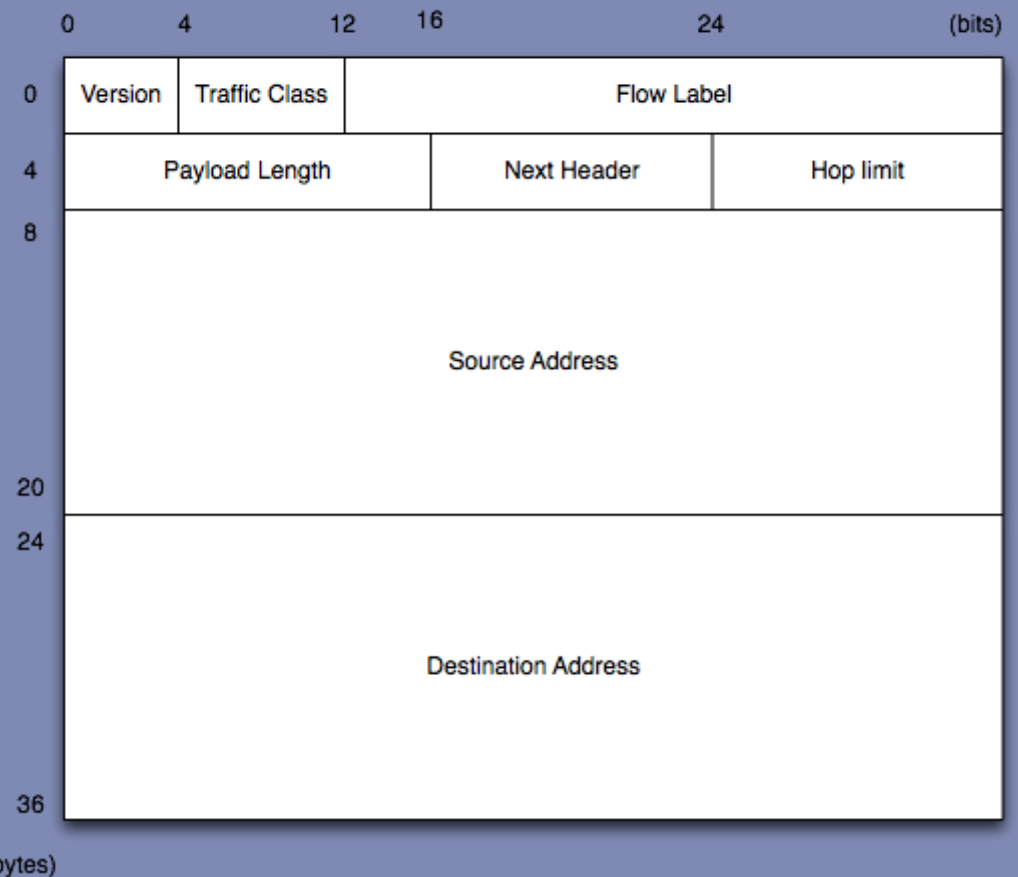 0 4 12 16 24 (bits)
0 Version Traffic Class Flow Label
4 Payload Length Next Header Hop limit
8
Source Address
20
24
Destination Address
36
bytes)